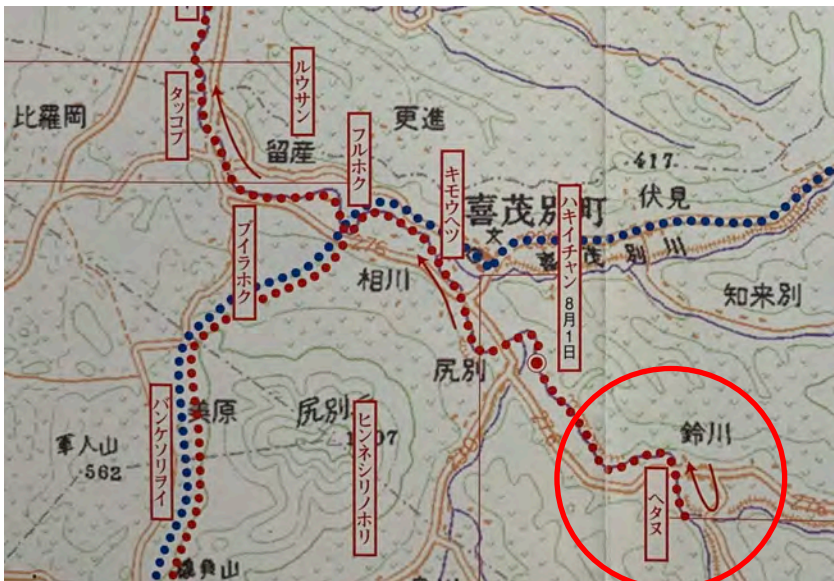 ルウサン
タッコプ
比羅岡
留産
更進
フルホク
キモウヘツ
喜茂別町
417
伏見
ハキイチャン 8月1日
文
喜茂別川
知来別
プイラホク
276
相川
尻別
美原
尻別
ヒンネシリノホリ
パンケソリヲイ
軍人山
562
鈴川
ヘタヌ
276